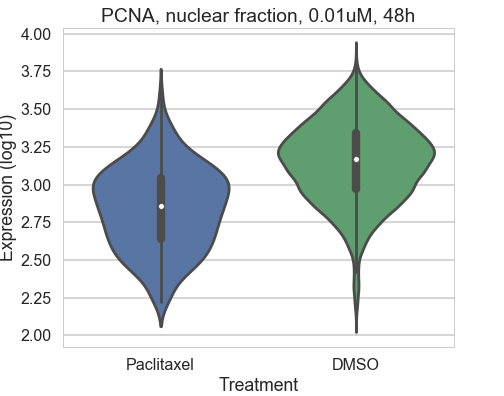 PCNA, nuclear fraction, 0.01uM, 48h
4.00
3.75
3.50
3.25
3.00
2.75
2.50
2.25
2.00
Expression (log10)
Paclitaxel DMSO
Treatment